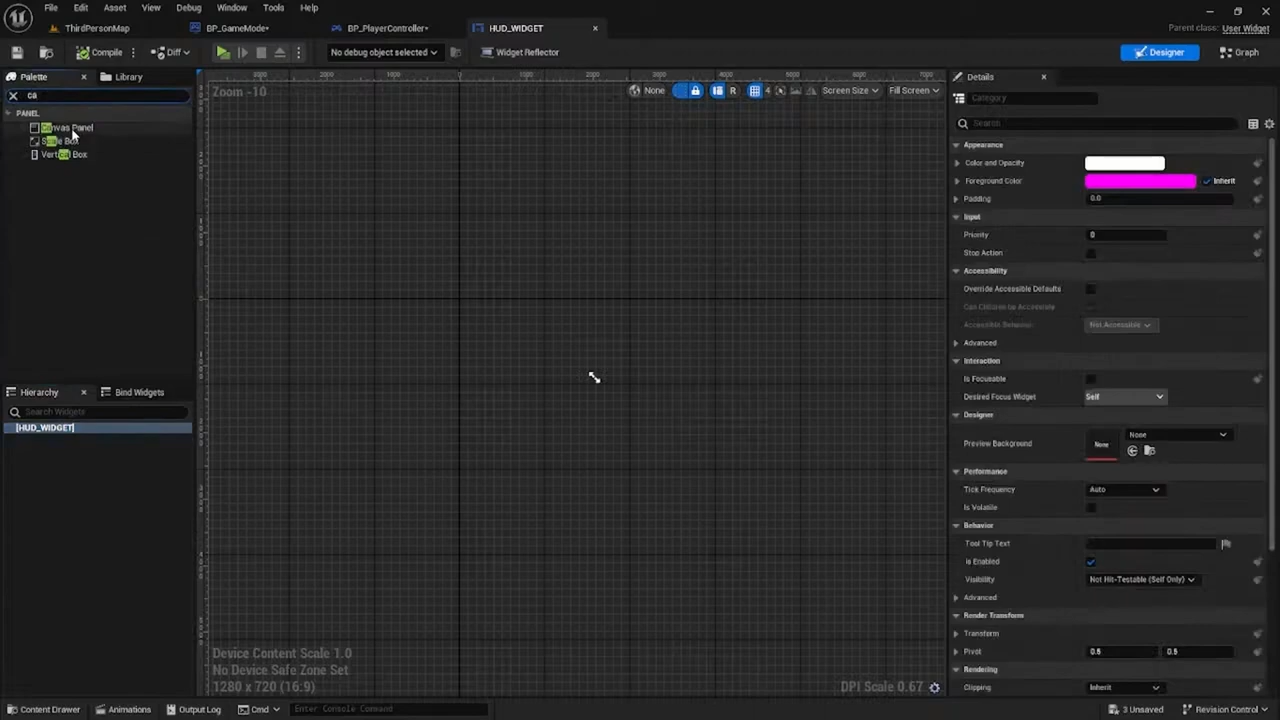 File Edit Asset View Debug Window Tools Help
ThirdPersonMap
BP_GameMode*
BP_PlayerController*
HUD_WIDGET
Parent class: User Widget
Compile
Diff
No debug object selected
Widget Reflector
Designer
Graph
Palette
Library
ca
PANEL
Canvas Panel
Scale Box
Vertical Box
Hierarchy
Bind Widgets
Search Widgets
[HUD_WIDGET]
Zoom -10
None
R
4
Screen Size
Fill Screen
Device Content Scale 1.0
No Device Safe Zone Set
1280 x 720 (16:9)
DPI Scale 0.67
Details
Category
Search
Appearance
Color and Opacity
Foreground Color
Inherit
Padding
0.0
Input
Priority
0
Stop Action
Accessibility
Override Accessible Defaults
Can Children be Accessible
Accessible Behavior
Not Accessible
Advanced
Interaction
Is Focusable
Desired Focus Widget
Self
Designer
Preview Background
None
None
Performance
Tick Frequency
Auto
Is Volatile
Behavior
Tool Tip Text
Is Enabled
Visibility
Not Hit-Testable (Self Only)
Advanced
Render Transform
Transform
Pivot
0.5
0.5
Rendering
Clipping
Inherit
Content Drawer
Animations
Output Log
Cmd
Enter Console Command
3 Unsaved
Revision Control